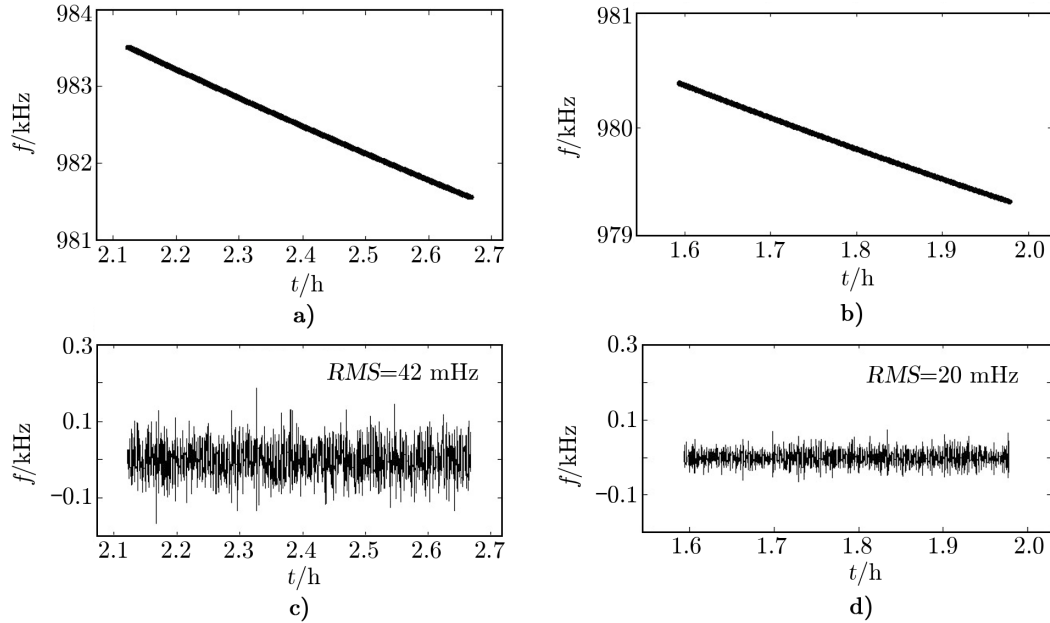 984
983
982
981
f/kHz
2.1 2.2 2.3 2.4 2.5 2.6 2.7
t/h
a)
981
980
979
f/kHz
1.6 1.7 1.8 1.9 2.0
t/h
b)
0.3
0.1
−0.1
f/kHz
RMS=42 mHz
2.1 2.2 2.3 2.4 2.5 2.6 2.7
t/h
c)
0.3
0.1
−0.1
f/kHz
RMS=20 mHz
1.6 1.7 1.8 1.9 2.0
t/h
d)